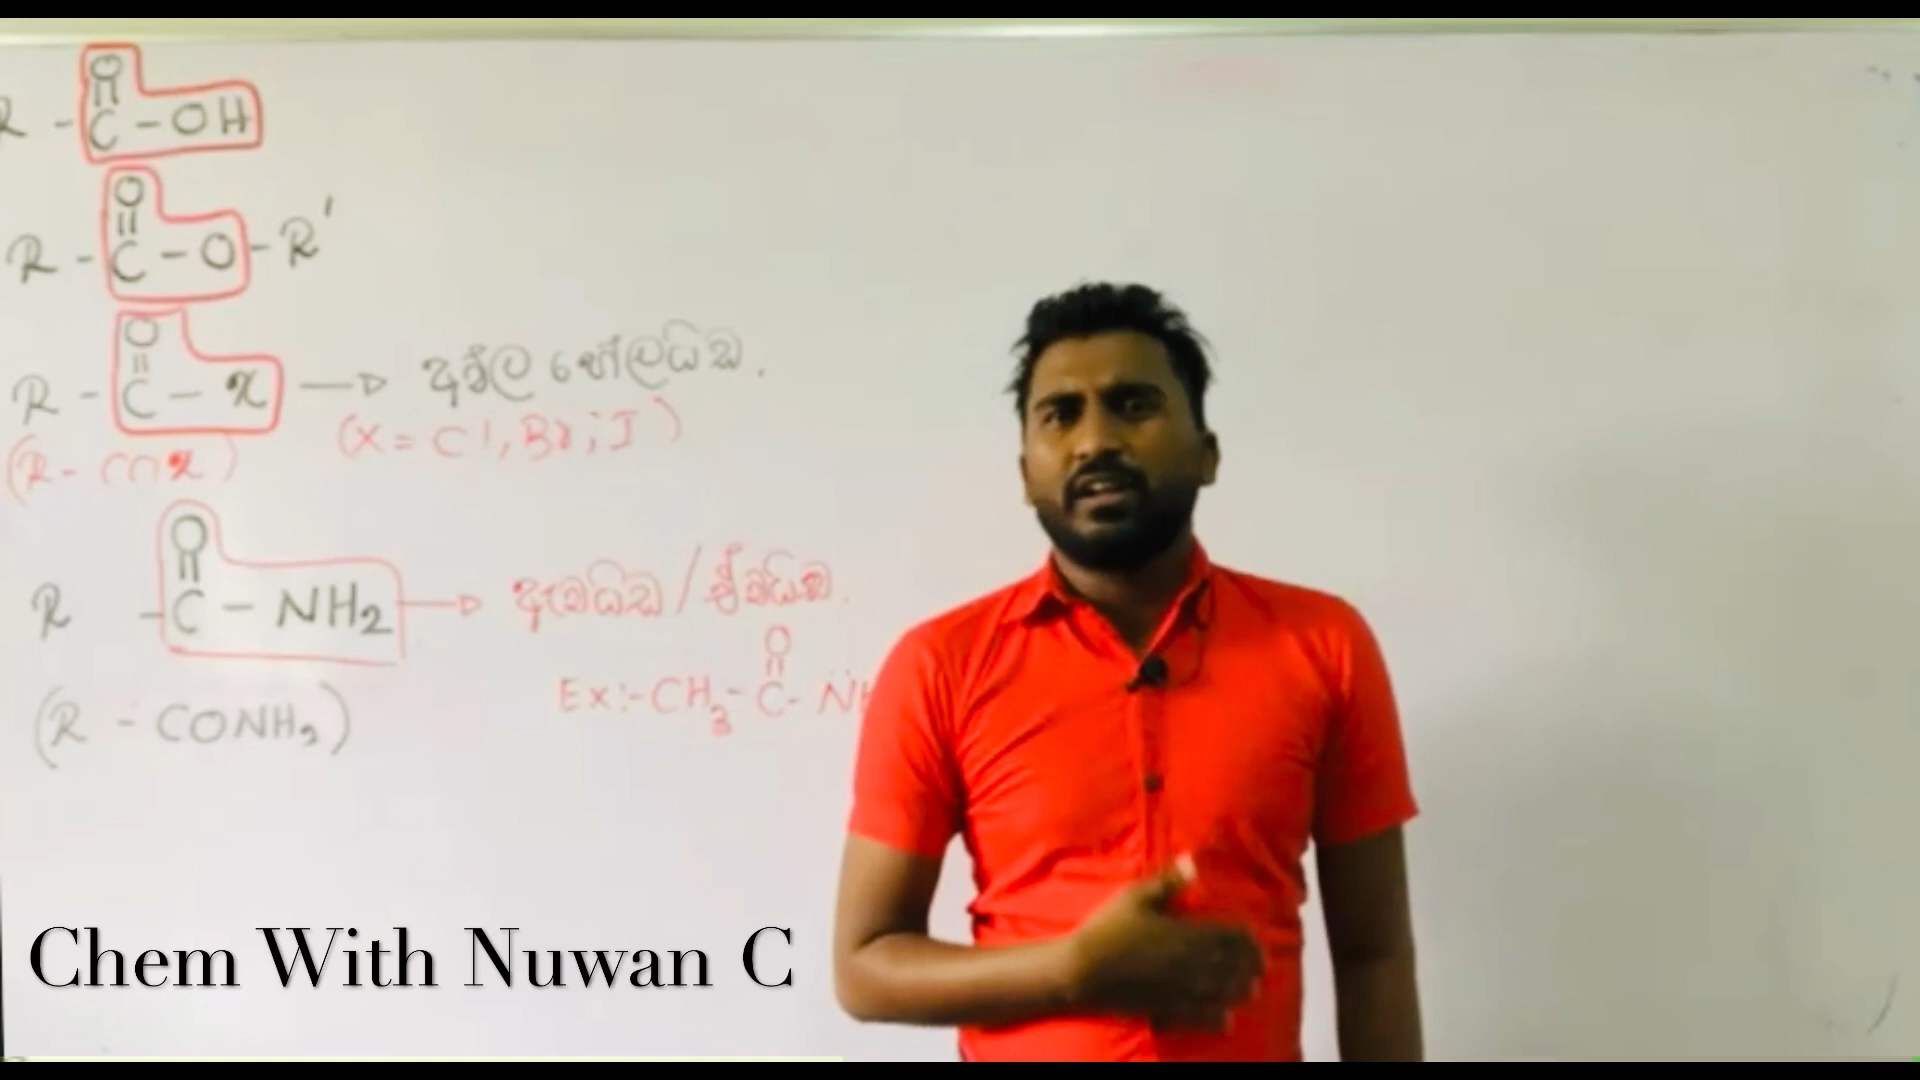 O
R - C - OH
O
R - C - O - R'
O
R - C - x → අම්ල හේලයිඩ.
(R - COx) (X = Cl, Br, I)
O
R - C - NH2 → ඇමයිඩ / ඒමයිඩ.
O
Ex:- CH3 - C - NH
(R - CONH2)
Chem With Nuwan C